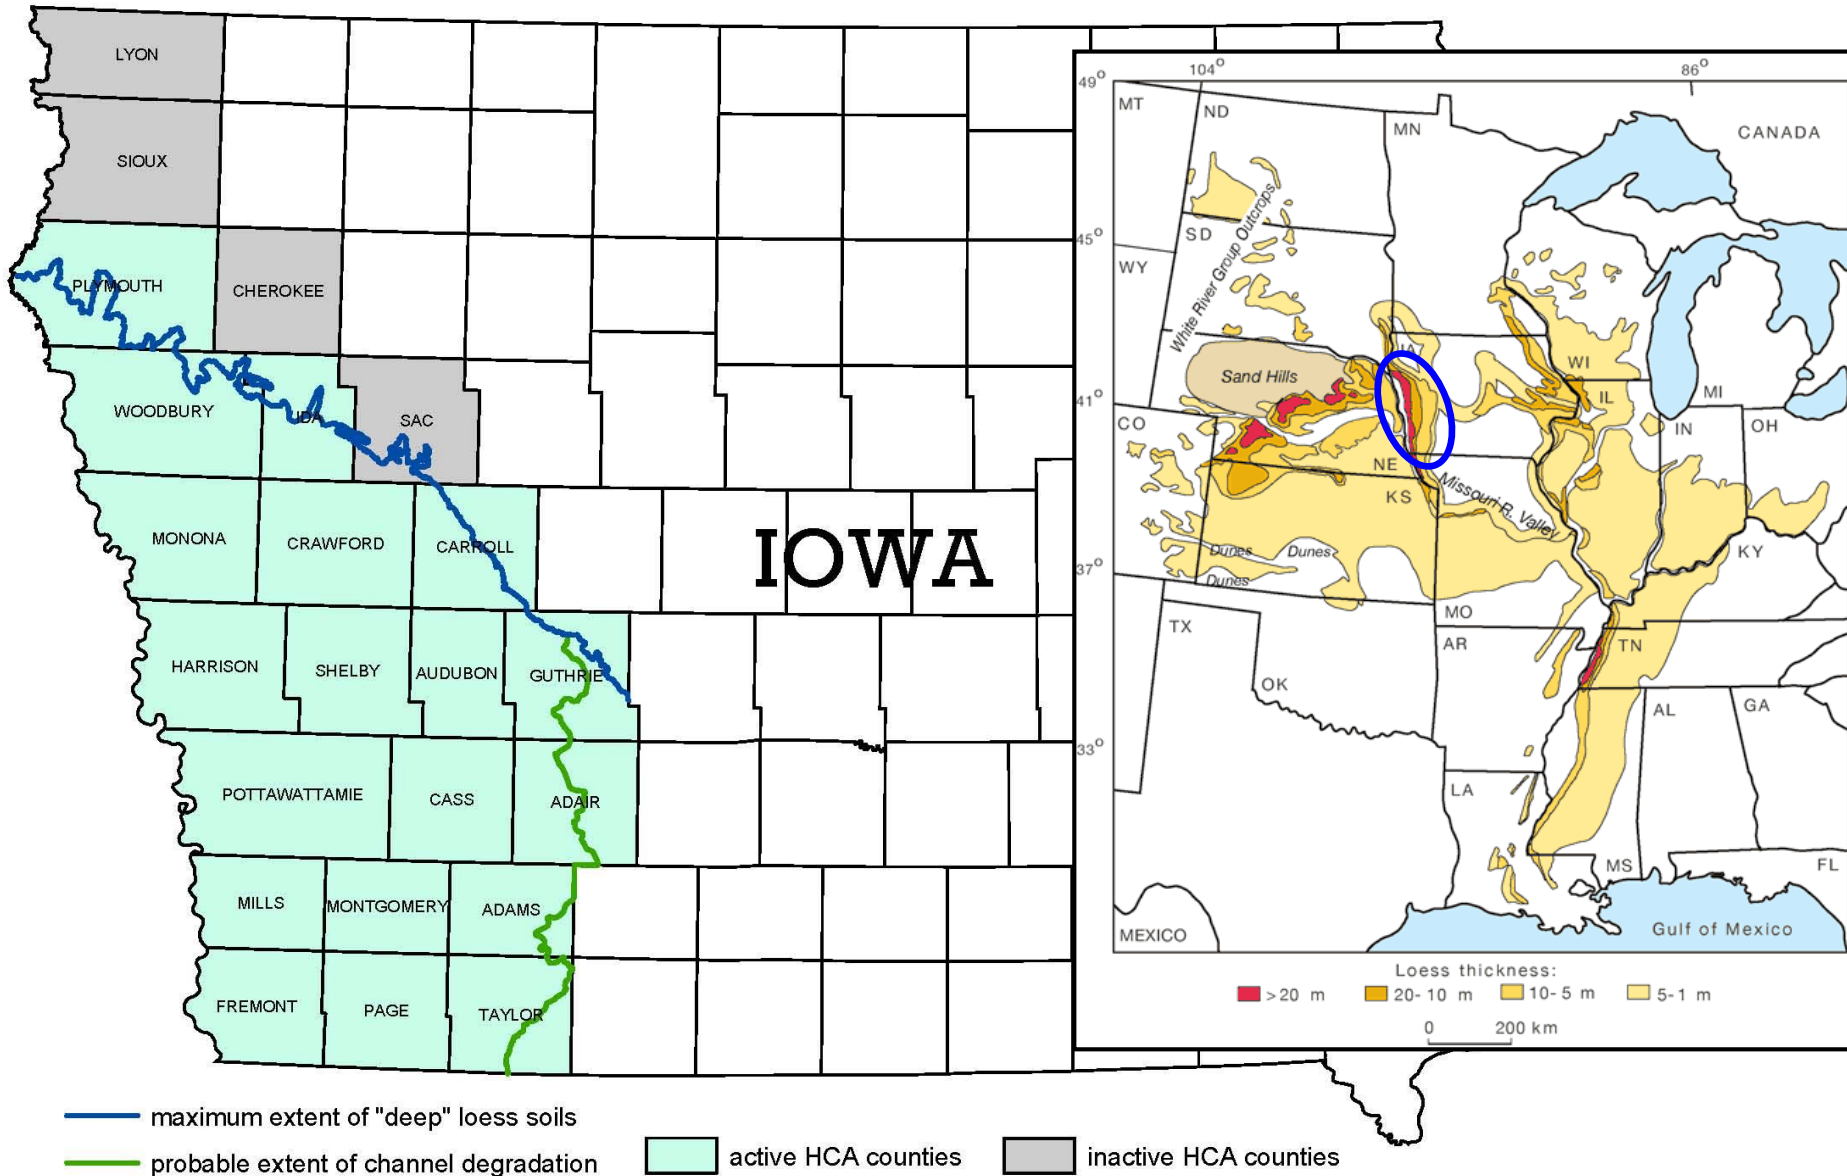 LYON
SIOUX
PLYMOUTH
CHEROKEE
WOODBURY
IDA
SAC
MONONA
CRAWFORD
CARROLL
IOWA
HARRISON
SHELBY
AUDUBON
GUTHRIE
POTTAWATTAMIE
CASS
ADAIR
MILLS
MONTGOMERY
ADAMS
FREMONT
PAGE
TAYLOR
maximum extent of "deep" loess soils
probable extent of channel degradation
active HCA counties
inactive HCA counties
104°
86°
49°
45°
41°
37°
33°
MT
ND
MN
CANADA
SD
WY
White River Group Outcrops
IA
WI
Sand Hills
IL
MI
CO
IN
OH
NE
KS
Missouri R. Valley
Dunes
Dunes
Dunes
KY
MO
TX
AR
TN
OK
AL
GA
LA
MS
FL
MEXICO
Gulf of Mexico
Loess thickness:
>20 m
20-10 m
10-5 m
5-1 m
0
200 km